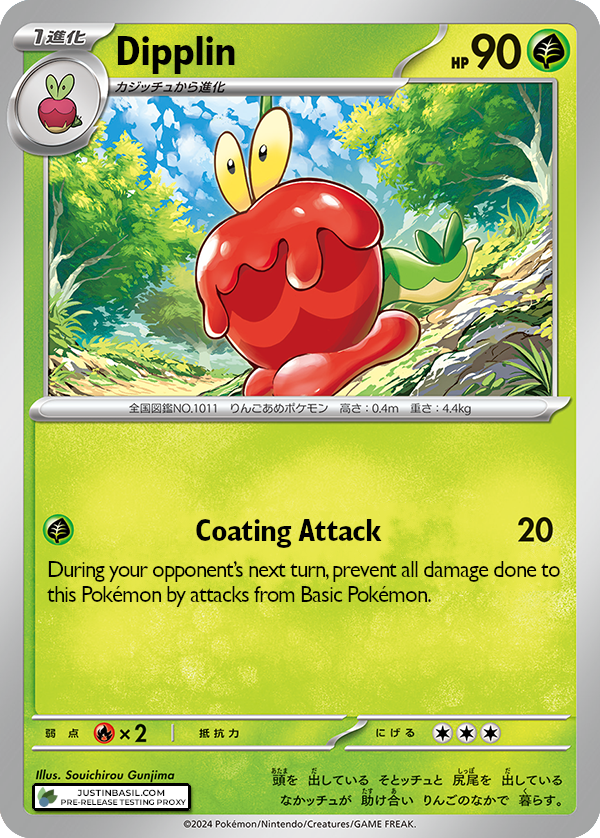 1進化
Dipplin
HP 90
カジッチュから進化
全国図鑑NO.1011 りんごあめポケモン 高さ：0.4m 重さ：4.4kg
Coating Attack 20
During your opponent's next turn, prevent all damage done to
this Pokémon by attacks from Basic Pokémon.
弱点 ×2 抵抗力 にげる
Illus. Souichirou Gunjima
JUSTINBASIL.COM
PRE-RELEASE TESTING PROXY
頭を 出している そとッチュと 尻尾を 出している
なかッチュが 助け合い りんごのなかで 暮らす。
©2024 Pokémon/Nintendo/Creatures/GAME FREAK.